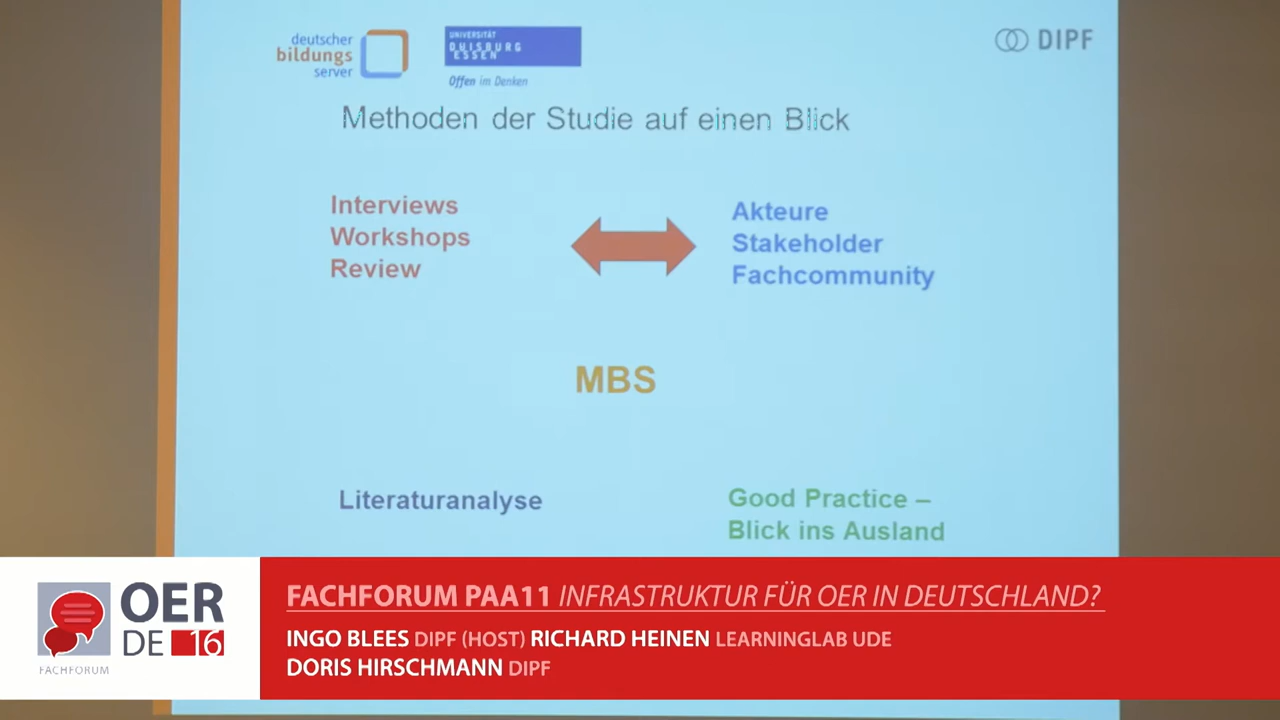 deutscher
bildungs
server
UNIVERSITÄT
DUISBURG
ESSEN
Offen im Denken
DIPF
Methoden der Studie auf einen Blick
Interviews
Workshops
Review
Akteure
Stakeholder
Fachcommunity
MBS
Literaturanalyse
Good Practice –
Blick ins Ausland
OER
DE 16
FACHFORUM
FACHFORUM PAA11 INFRASTRUKTUR FÜR OER IN DEUTSCHLAND?
INGO BLEES DIPF (HOST) RICHARD HEINEN LEARNINGLAB UDE
DORIS HIRSCHMANN DIPF